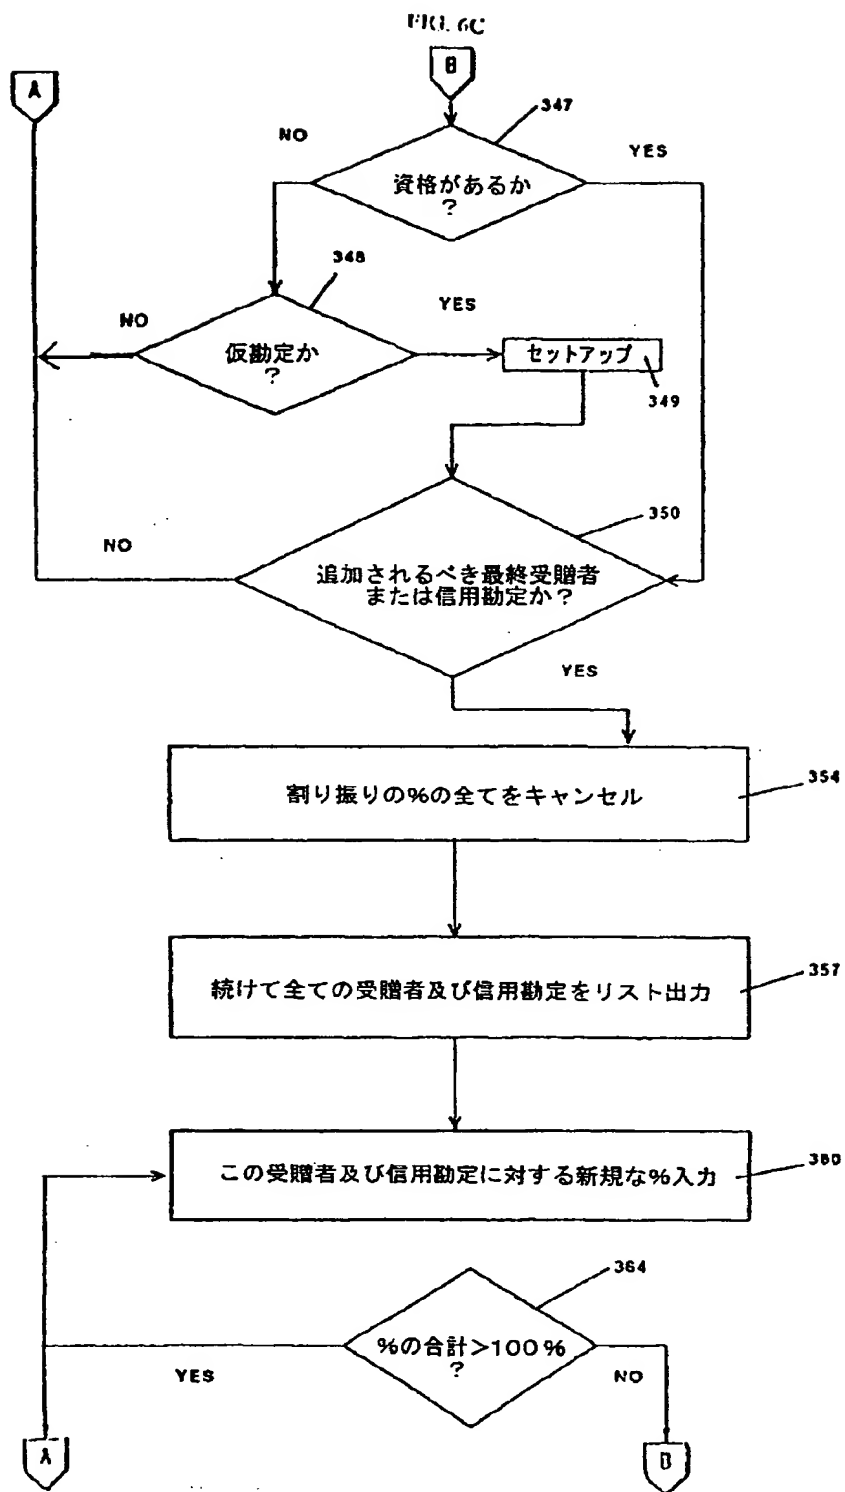 FIG. 6C
B
A
347
NO
YES
資格があるか
?
348
NO
YES
仮勘定か
?
セットアップ
349
350
NO
追加されるべき最終受贈者
または信用勘定か?
YES
割り振りの%の全てをキャンセル
354
続けて全ての受贈者及び信用勘定をリスト出力
357
この受贈者及び信用勘定に対する新規な%入力
360
364
%の合計>100%
?
YES
NO
A
B